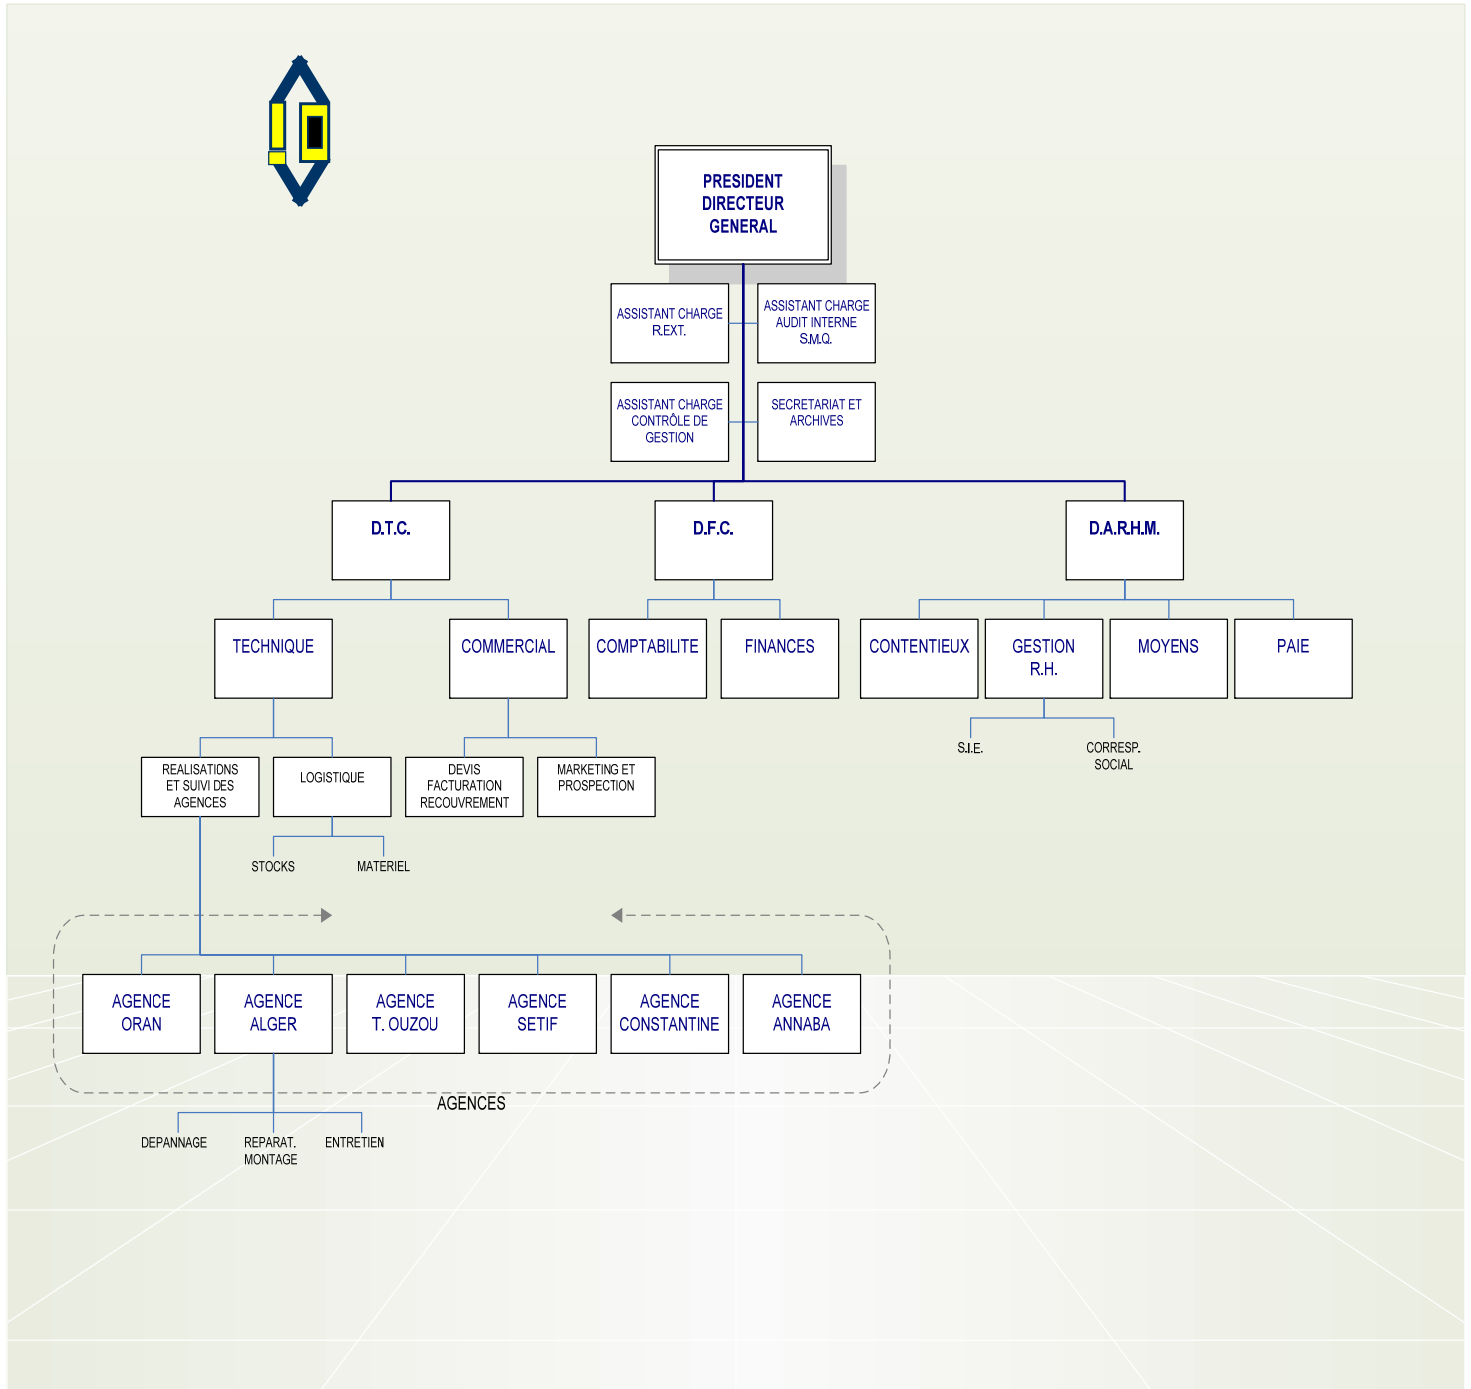 PRESIDENT
DIRECTEUR
GENERAL
ASSISTANT CHARGE
R.EXT.
ASSISTANT CHARGE
AUDIT INTERNE
S.M.Q.
ASSISTANT CHARGE
CONTRÔLE DE
GESTION
SECRETARIAT ET
ARCHIVES
D.T.C.
D.F.C.
D.A.R.H.M.
TECHNIQUE
COMMERCIAL
COMPTABILITE
FINANCES
CONTENTIEUX
GESTION
R.H.
MOYENS
PAIE
S.I.E.
CORRESP.
SOCIAL
REALISATIONS
ET SUIVI DES
AGENCES
LOGISTIQUE
DEVIS
FACTURATION
RECOUVREMENT
MARKETING ET
PROSPECTION
STOCKS
MATERIEL
AGENCE
ORAN
AGENCE
ALGER
AGENCE
T. OUZOU
AGENCE
SETIF
AGENCE
CONSTANTINE
AGENCE
ANNABA
AGENCES
DEPANNAGE
REPARAT.
MONTAGE
ENTRETIEN